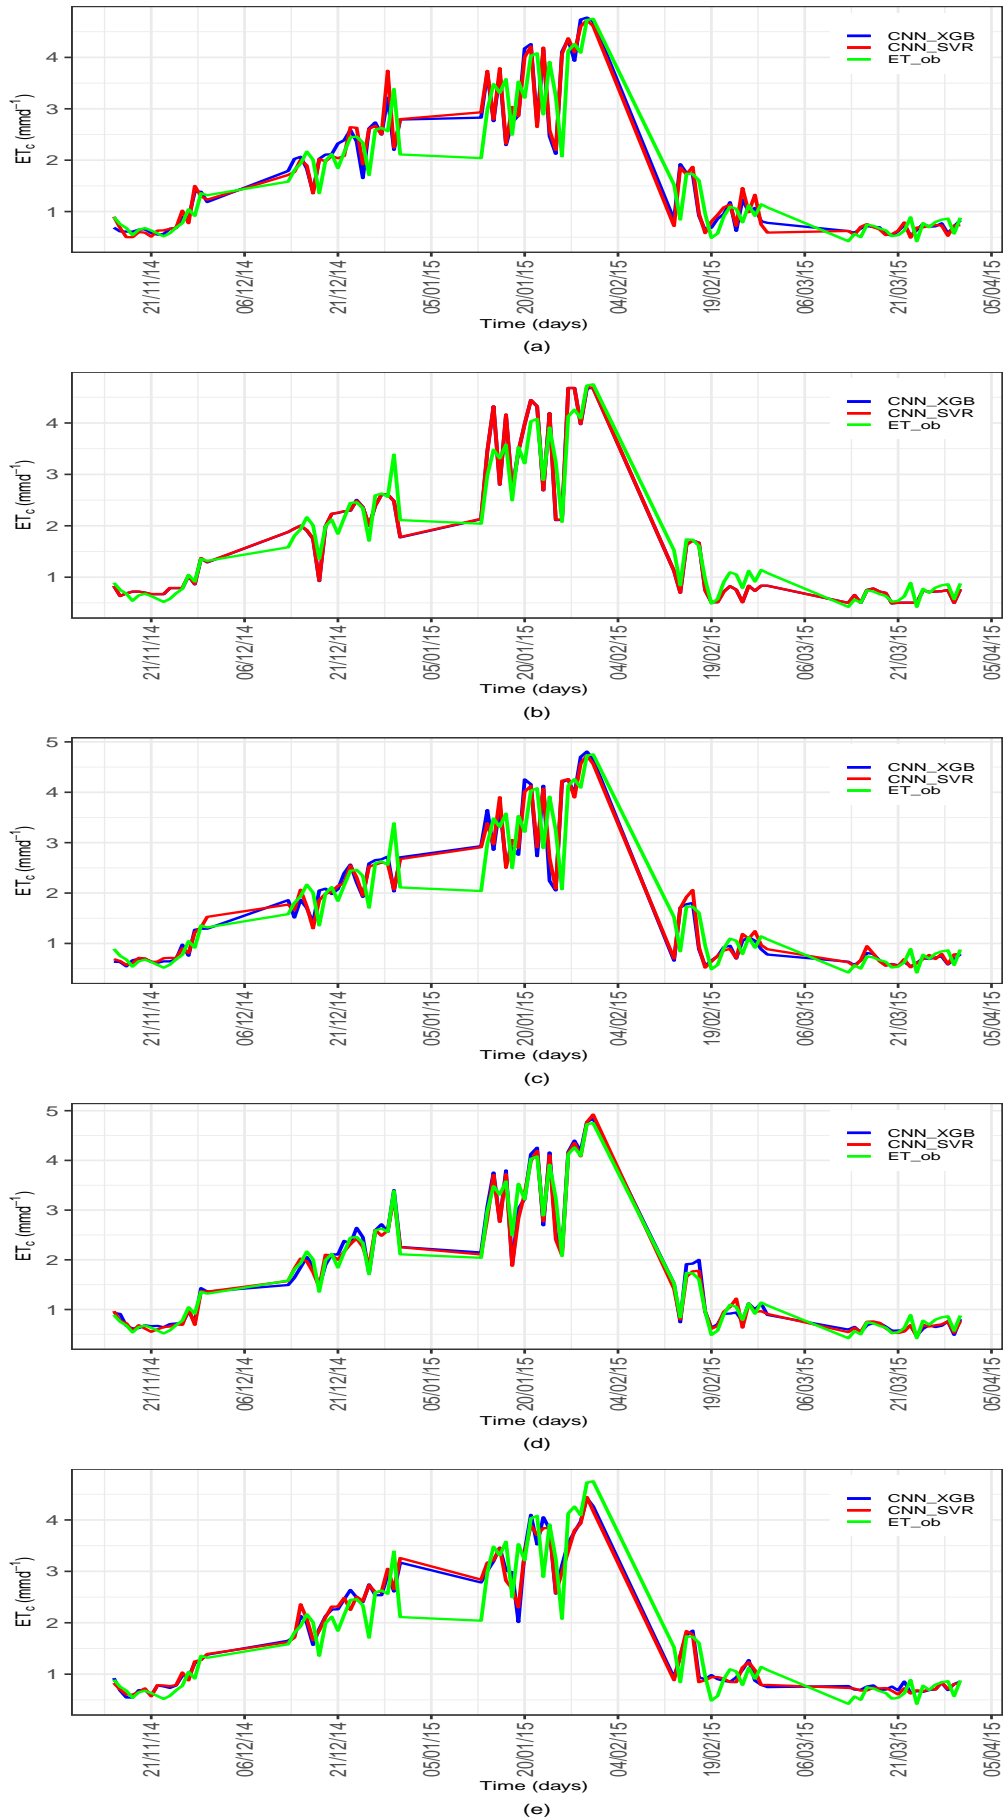 4
3
2
1
ETc (mmd⁻¹)
CNN_XGB
CNN_SVR
ET_ob
21/11/14
06/12/14
21/12/14
05/01/15
20/01/15
04/02/15
19/02/15
06/03/15
21/03/15
05/04/15
Time (days)
(a)
4
3
2
1
ETc (mmd⁻¹)
CNN_XGB
CNN_SVR
ET_ob
21/11/14
06/12/14
21/12/14
05/01/15
20/01/15
04/02/15
19/02/15
06/03/15
21/03/15
05/04/15
Time (days)
(b)
5
4
3
2
1
ETc (mmd⁻¹)
CNN_XGB
CNN_SVR
ET_ob
21/11/14
06/12/14
21/12/14
05/01/15
20/01/15
04/02/15
19/02/15
06/03/15
21/03/15
05/04/15
Time (days)
(c)
5
4
3
2
1
ETc (mmd⁻¹)
CNN_XGB
CNN_SVR
ET_ob
21/11/14
06/12/14
21/12/14
05/01/15
20/01/15
04/02/15
19/02/15
06/03/15
21/03/15
05/04/15
Time (days)
(d)
4
3
2
1
ETc (mmd⁻¹)
CNN_XGB
CNN_SVR
ET_ob
21/11/14
06/12/14
21/12/14
05/01/15
20/01/15
04/02/15
19/02/15
06/03/15
21/03/15
05/04/15
Time (days)
(e)